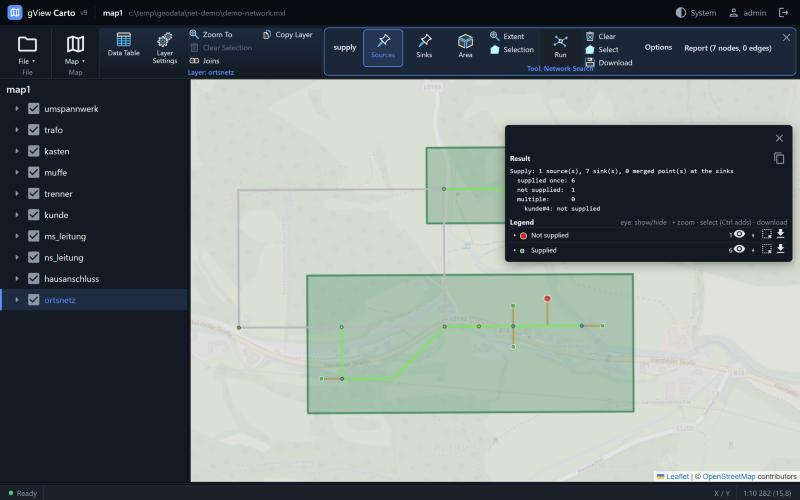 gView Carto v9
map1 c:\temp\geodata\net-demo\demo-network.mxl
System
admin
File
File
Map
Map
Data Table
Layer Settings
Zoom To
Clear Selection
Joins
Copy Layer
Layer: ortsnetz
supply
Sources
Sinks
Area
Extent
Selection
Run
Clear
Select
Download
Options
Report (7 nodes, 0 edges)
Tool: Network Search
map1
umspannwerk
trafo
kasten
muffe
trenner
kunde
ms_leitung
ns_leitung
hausanschluss
ortsnetz
Result
Supply: 1 source(s), 7 sink(s), 0 merged point(s) at the sinks
supplied once: 6
not supplied: 1
multiple: 0
kunde#4: not supplied
Legend
eye: show/hide · + zoom · select (Ctrl adds) · download
Not supplied
1
Supplied
6
Leaflet | © OpenStreetMap contributors
Ready
X / Y
1:10 282 (15,8)